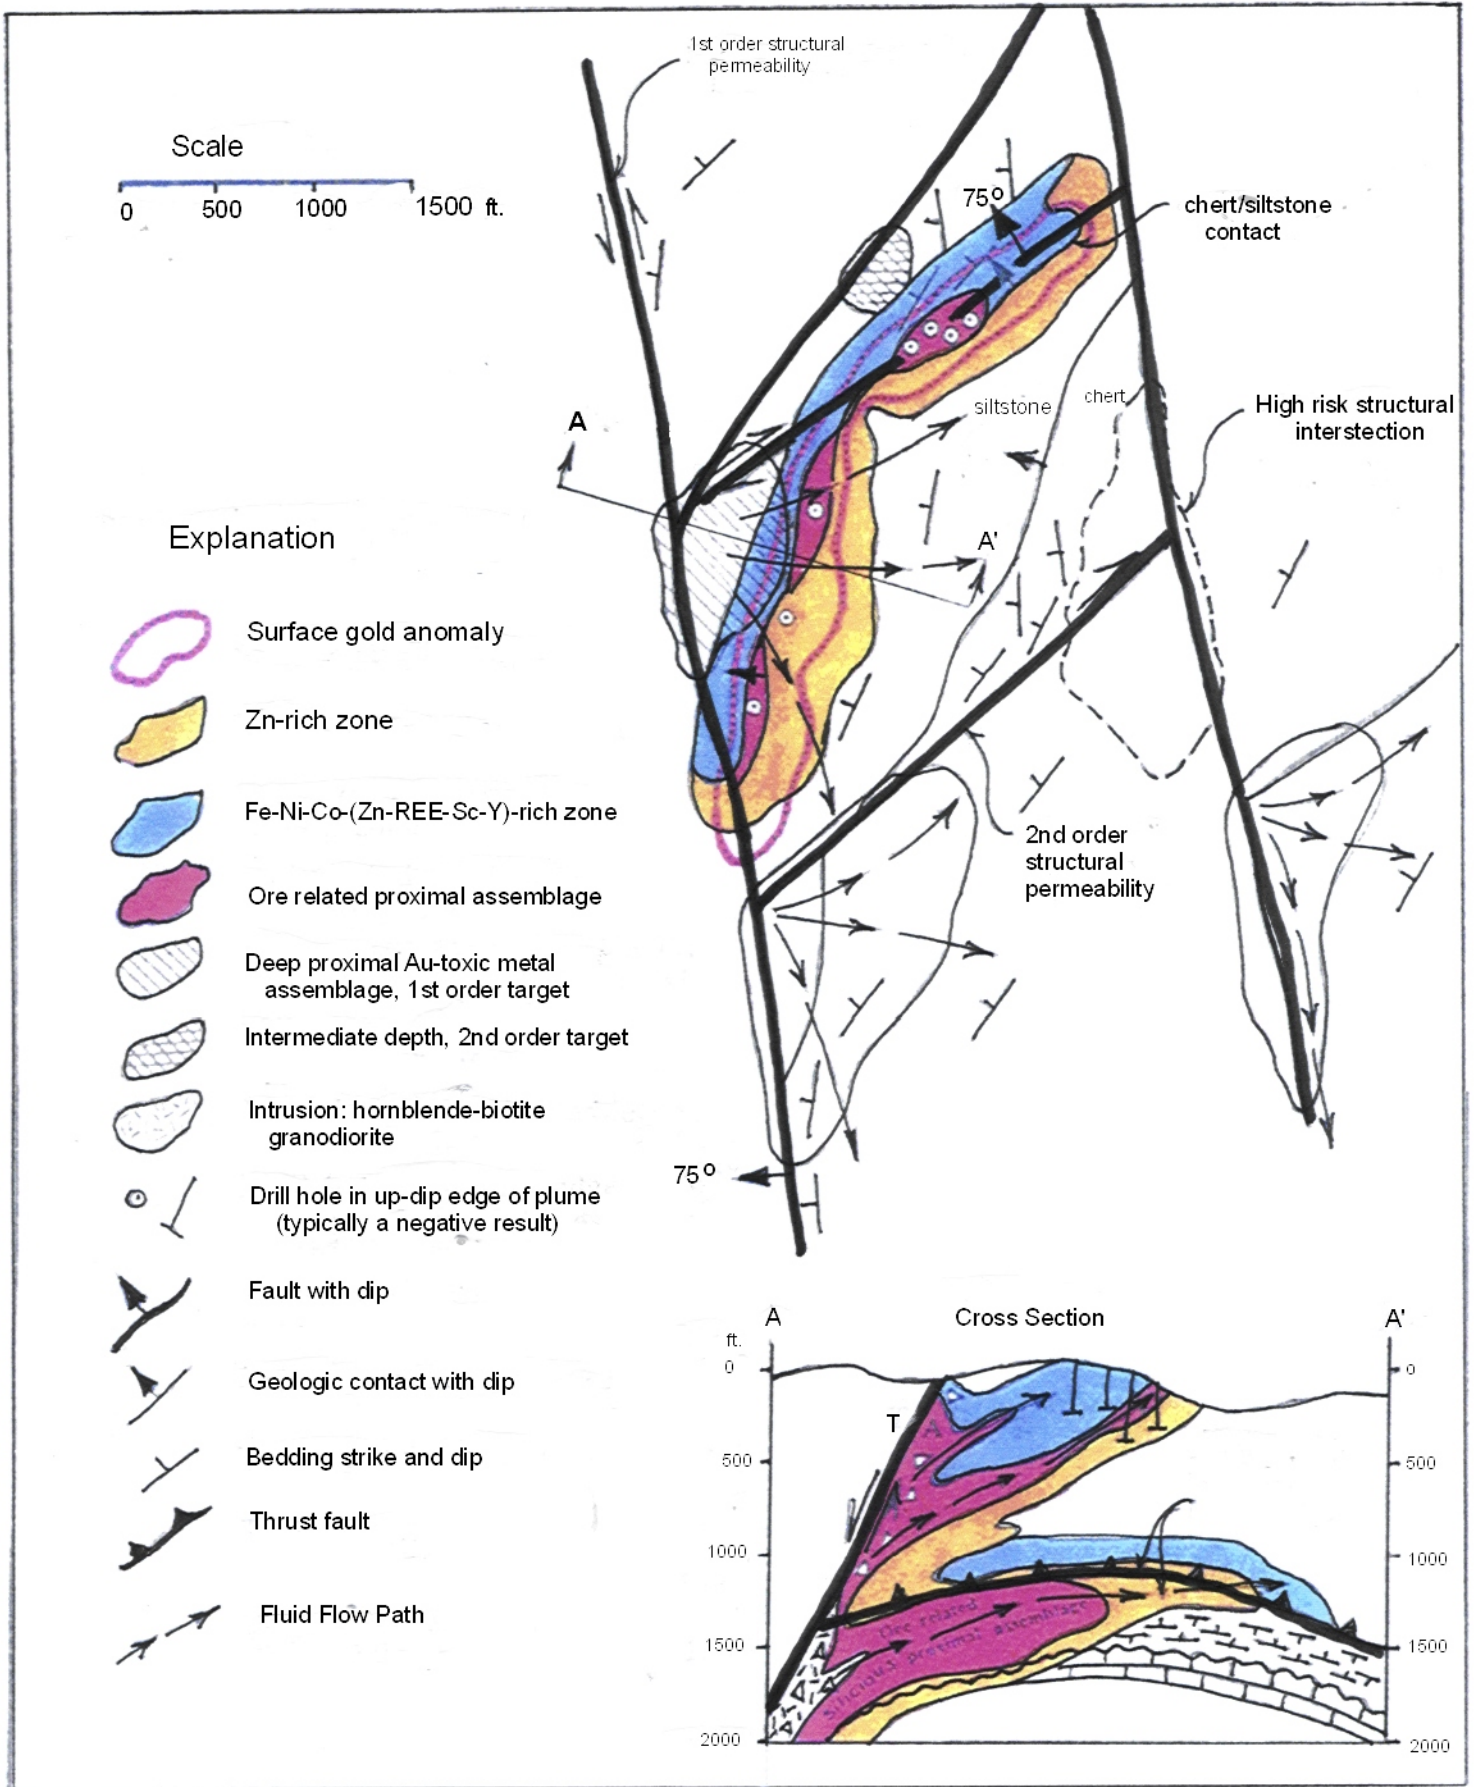 1st order structural
permeability
Scale
0 500 1000 1500 ft.
75°
chert/siltstone
contact
siltstone
chert
High risk structural
interstection
A
A'
Explanation
Surface gold anomaly
Zn-rich zone
Fe-Ni-Co-(Zn-REE-Sc-Y)-rich zone
Ore related proximal assemblage
Deep proximal Au-toxic metal
assemblage, 1st order target
Intermediate depth, 2nd order target
Intrusion: hornblende-biotite
granodiorite
Drill hole in up-dip edge of plume
(typically a negative result)
Fault with dip
Geologic contact with dip
Bedding strike and dip
Thrust fault
Fluid Flow Path
2nd order
structural
permeability
75°
A Cross Section A'
ft.
0 0
T A
500 500
1000 1000
Ore related
silicious proximal assemblage
1500 1500
2000 2000